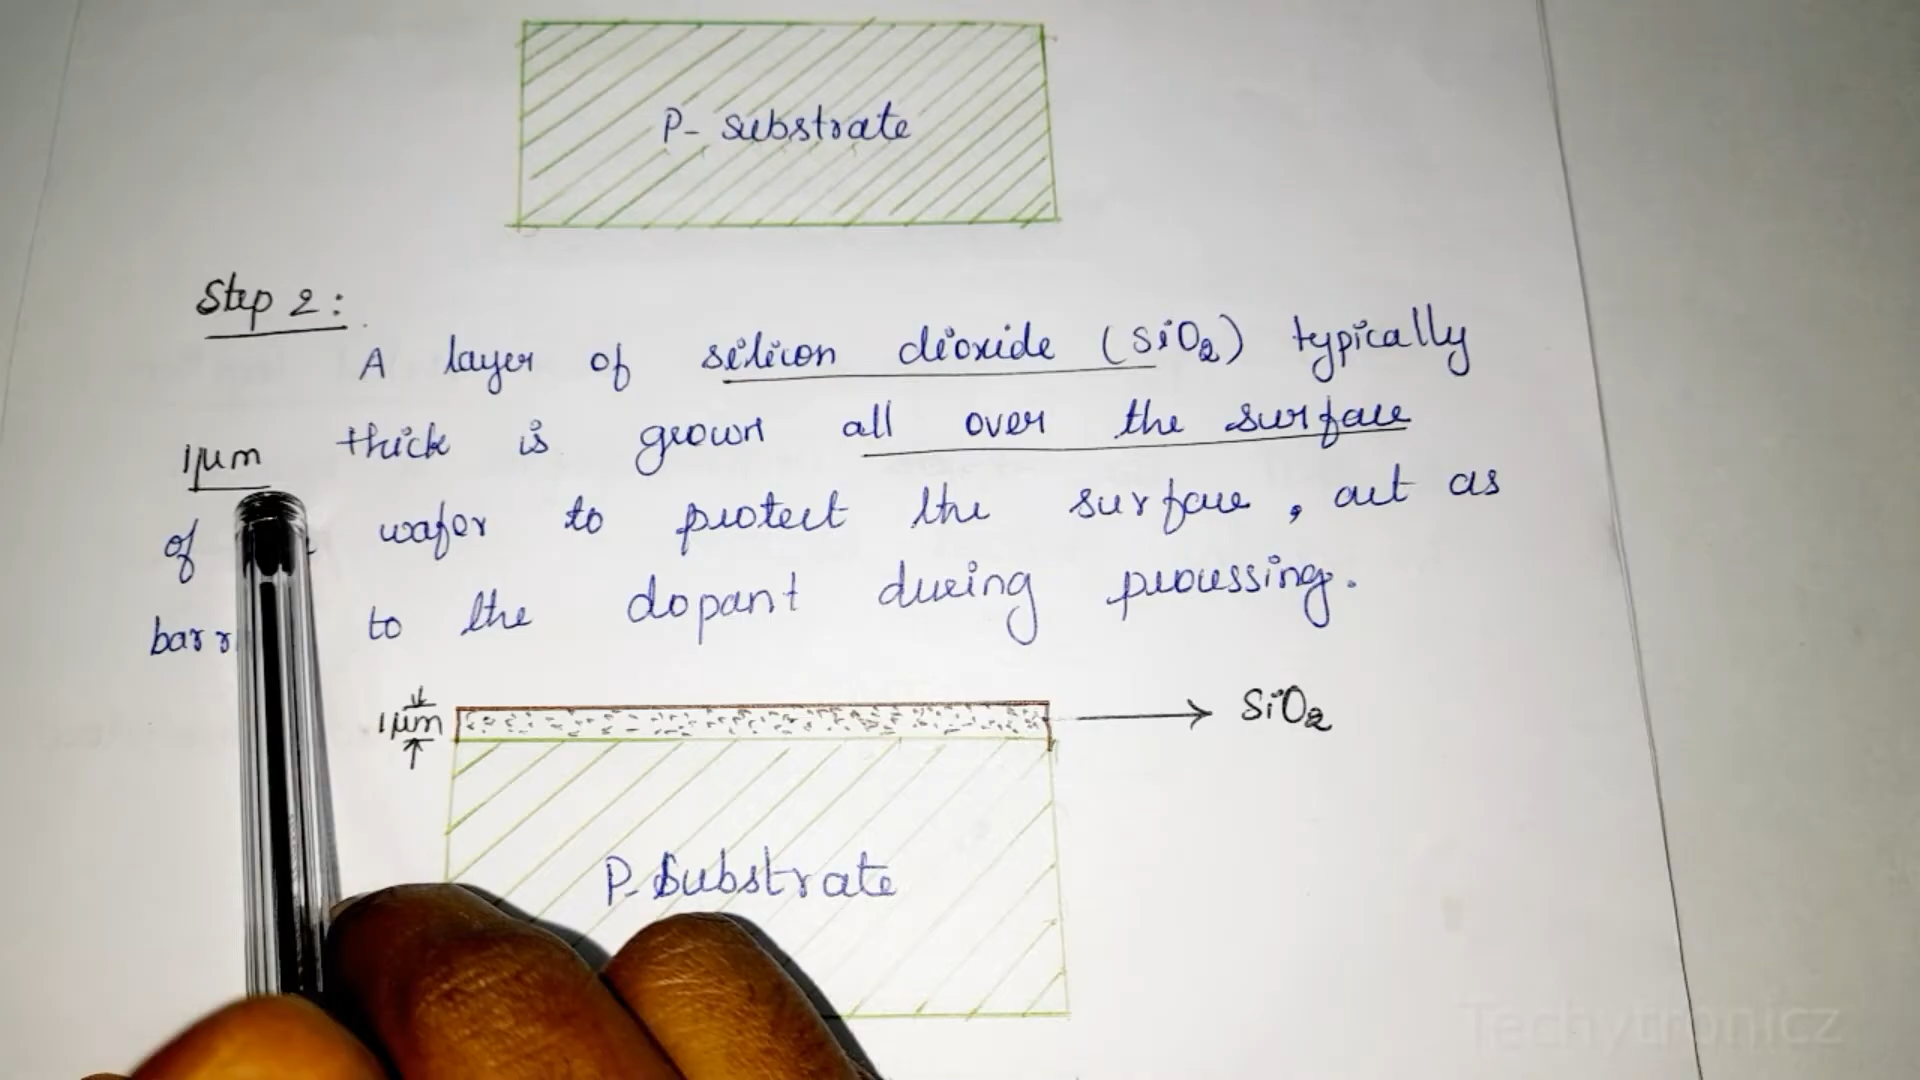 P- substrate
Step 2:
A layer of silicon dioxide (SiO2) typically
1μm thick is grown all over the surface
of wafer to protect the surface, act as
to the dopant during processing.
1μm
SiO2
P-Substrate
Techytronicz